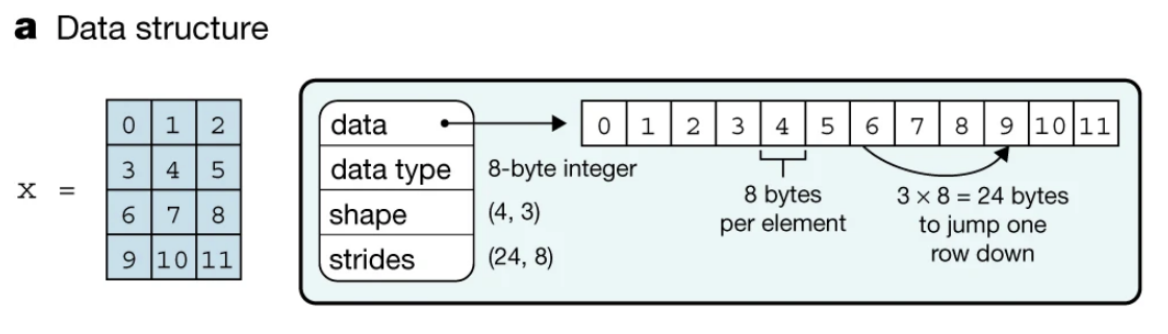 a Data structure
x =
0 1 2
3 4 5
6 7 8
9 10 11
data
data type
shape
strides
8-byte integer
(4, 3)
(24, 8)
0 1 2 3 4 5 6 7 8 9 10 11
8 bytes
per element
3 × 8 = 24 bytes
to jump one
row down